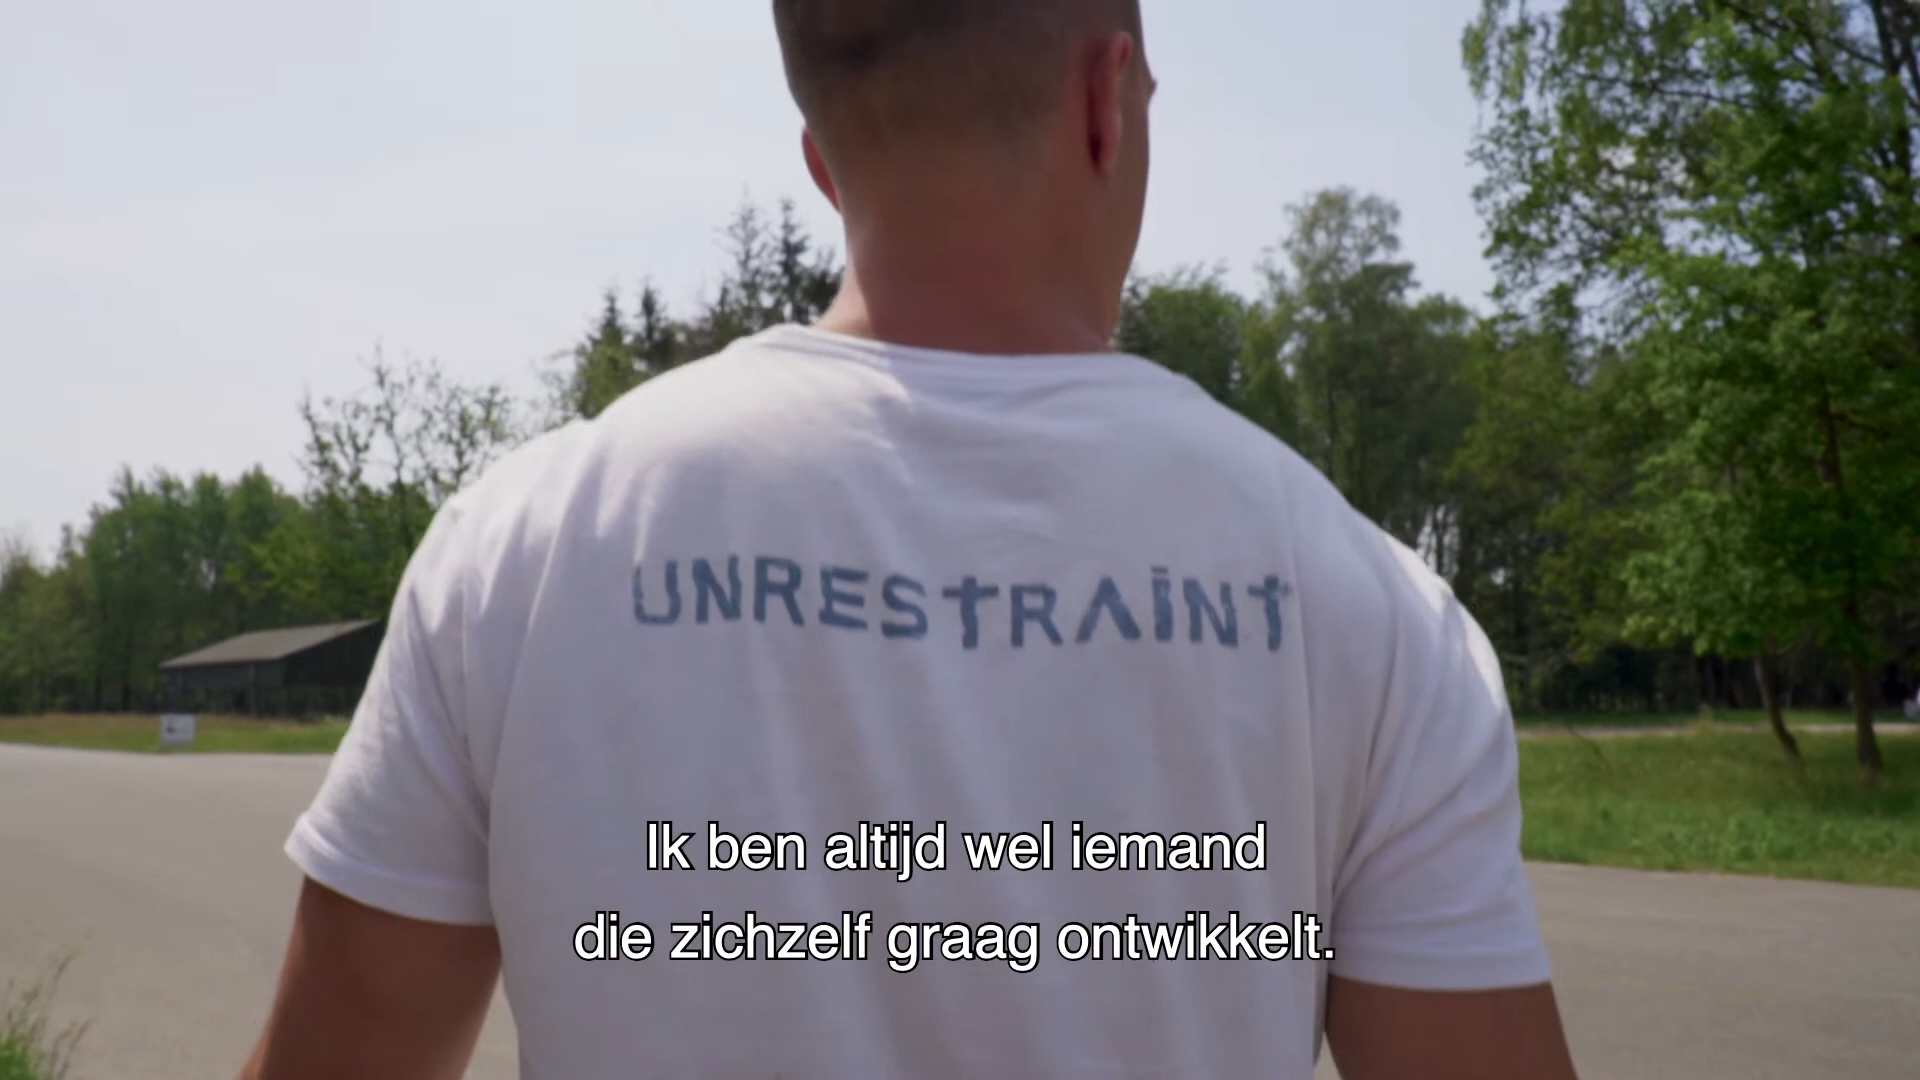 UNRESTRAINT
Ik ben altijd wel iemand
die zichzelf graag ontwikkelt.